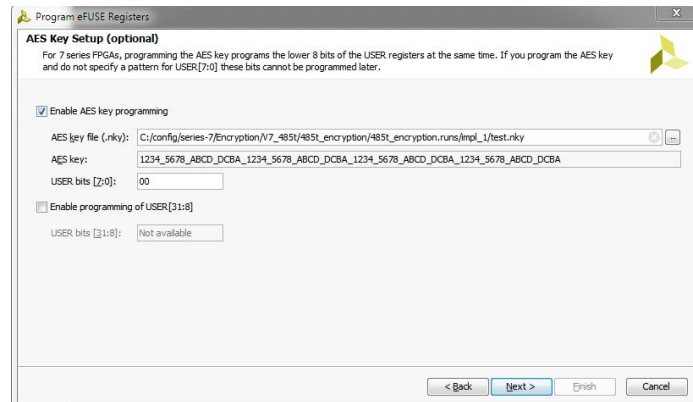 Program eFUSE Registers
AES Key Setup (optional)
For 7 series FPGAs, programming the AES key programs the lower 8 bits of the USER registers at the same time. If you program the AES key
and do not specify a pattern for USER[7:0] these bits cannot be programmed later.
Enable AES key programming
AES key file (.nky): C:/config/series-7/Encryption/V7_485t/485t_encryption/485t_encryption.runs/impl_1/test.nky ...
AES key: 1234_5678_ABCD_DCBA_1234_5678_ABCD_DCBA_1234_5678_ABCD_DCBA_1234_5678_ABCD_DCBA
USER bits [7:0]: 00
Enable programming of USER[31:8]
USER bits [31:8]: Not available
< Back Next > Finish Cancel